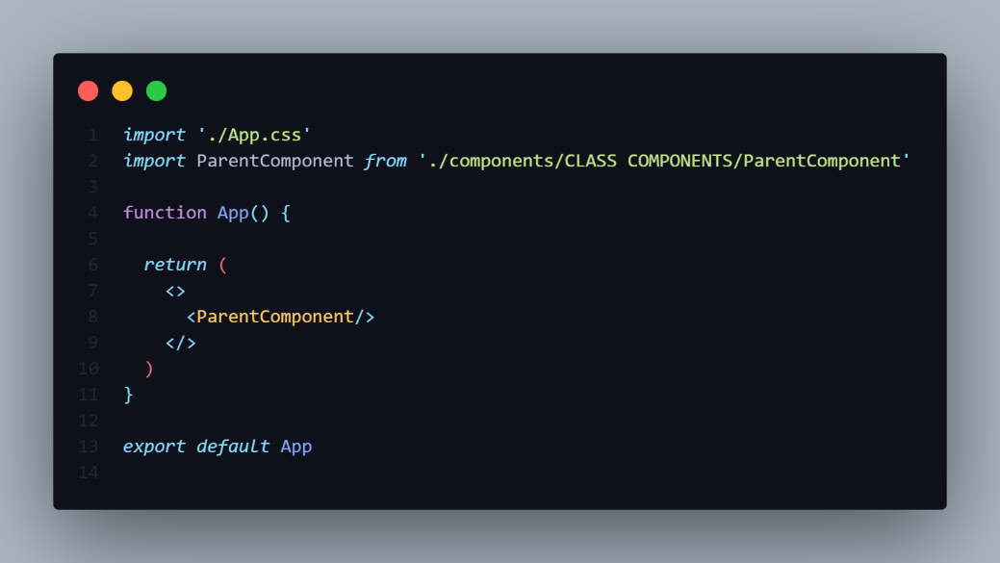 1 import './App.css'
2 import ParentComponent from './components/CLASS COMPONENTS/ParentComponent'
3
4 function App() {
5
6   return (
7     <>
8       <ParentComponent/>
9     </>
10   )
11 }
12
13 export default App
14